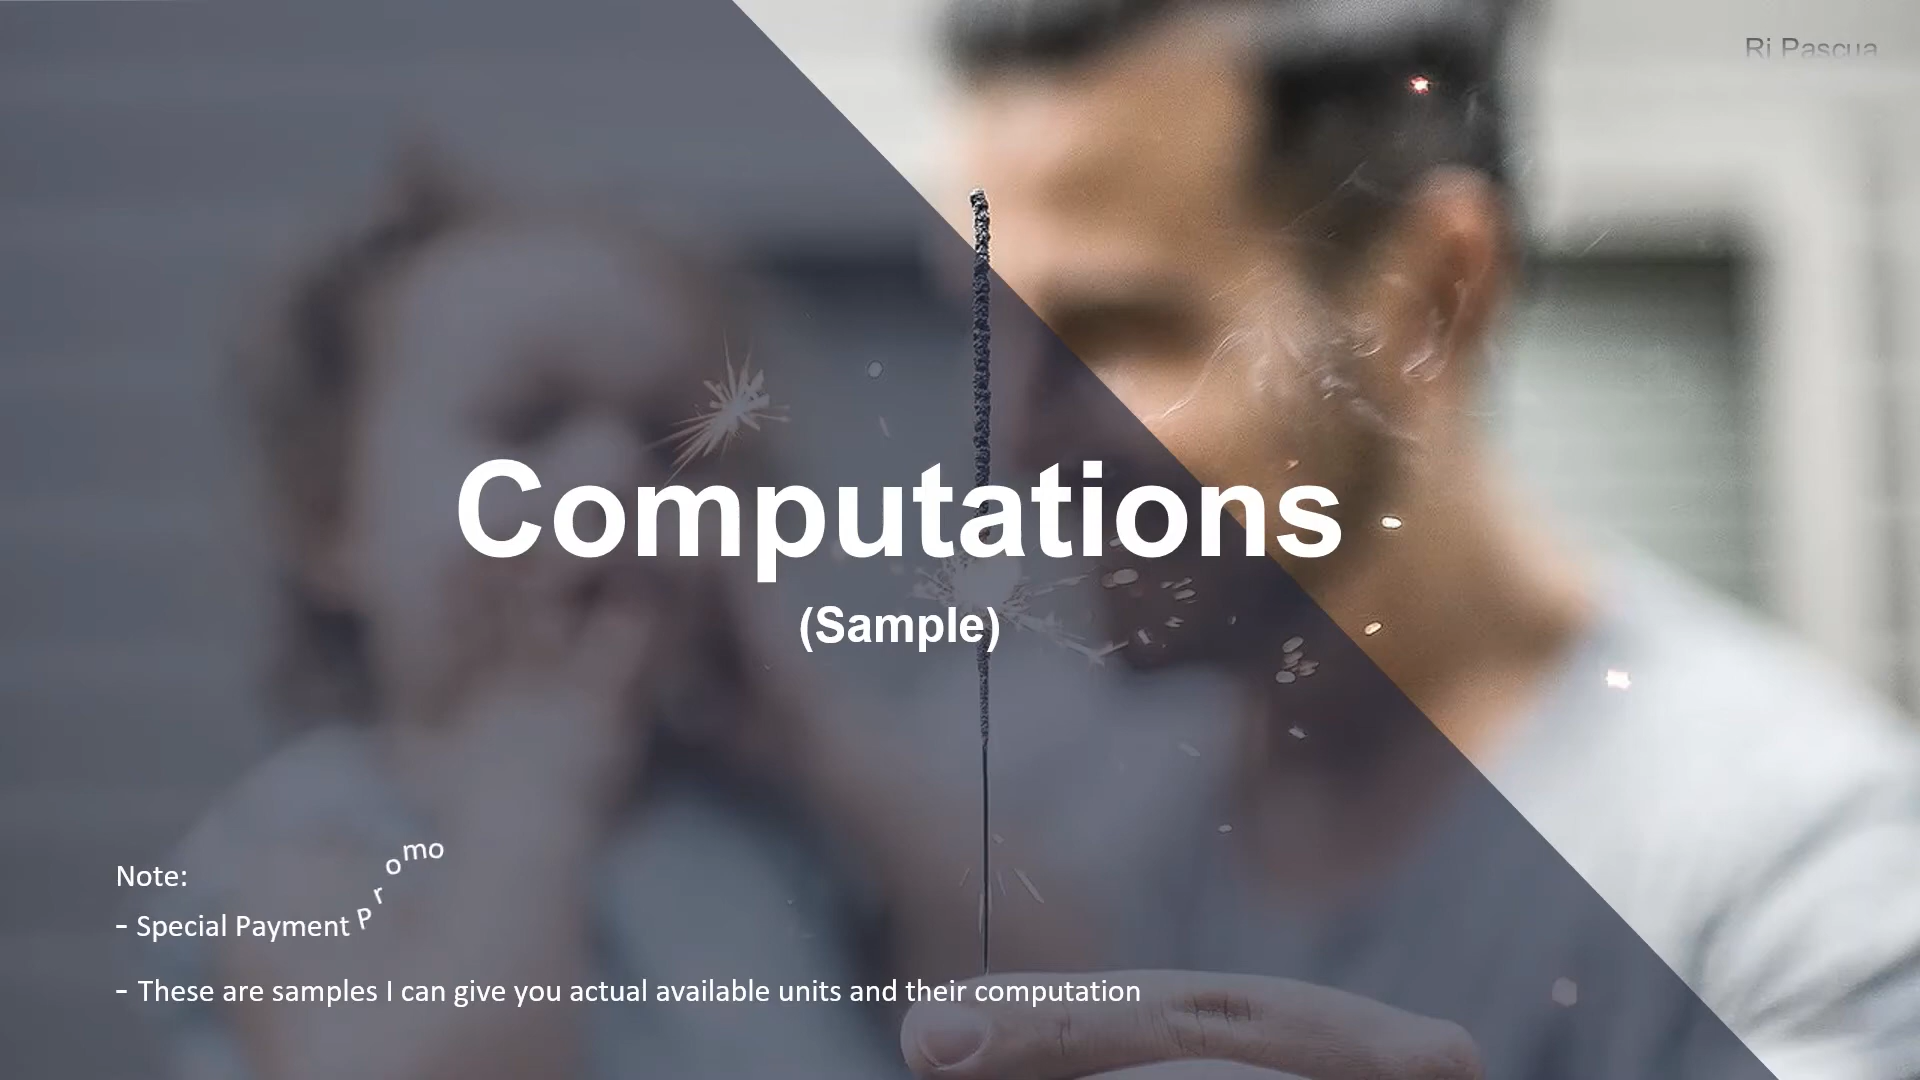 Ri Pascua
Computations
(Sample)
Note:
- Special Payment Promo
- These are samples I can give you actual available units and their computation